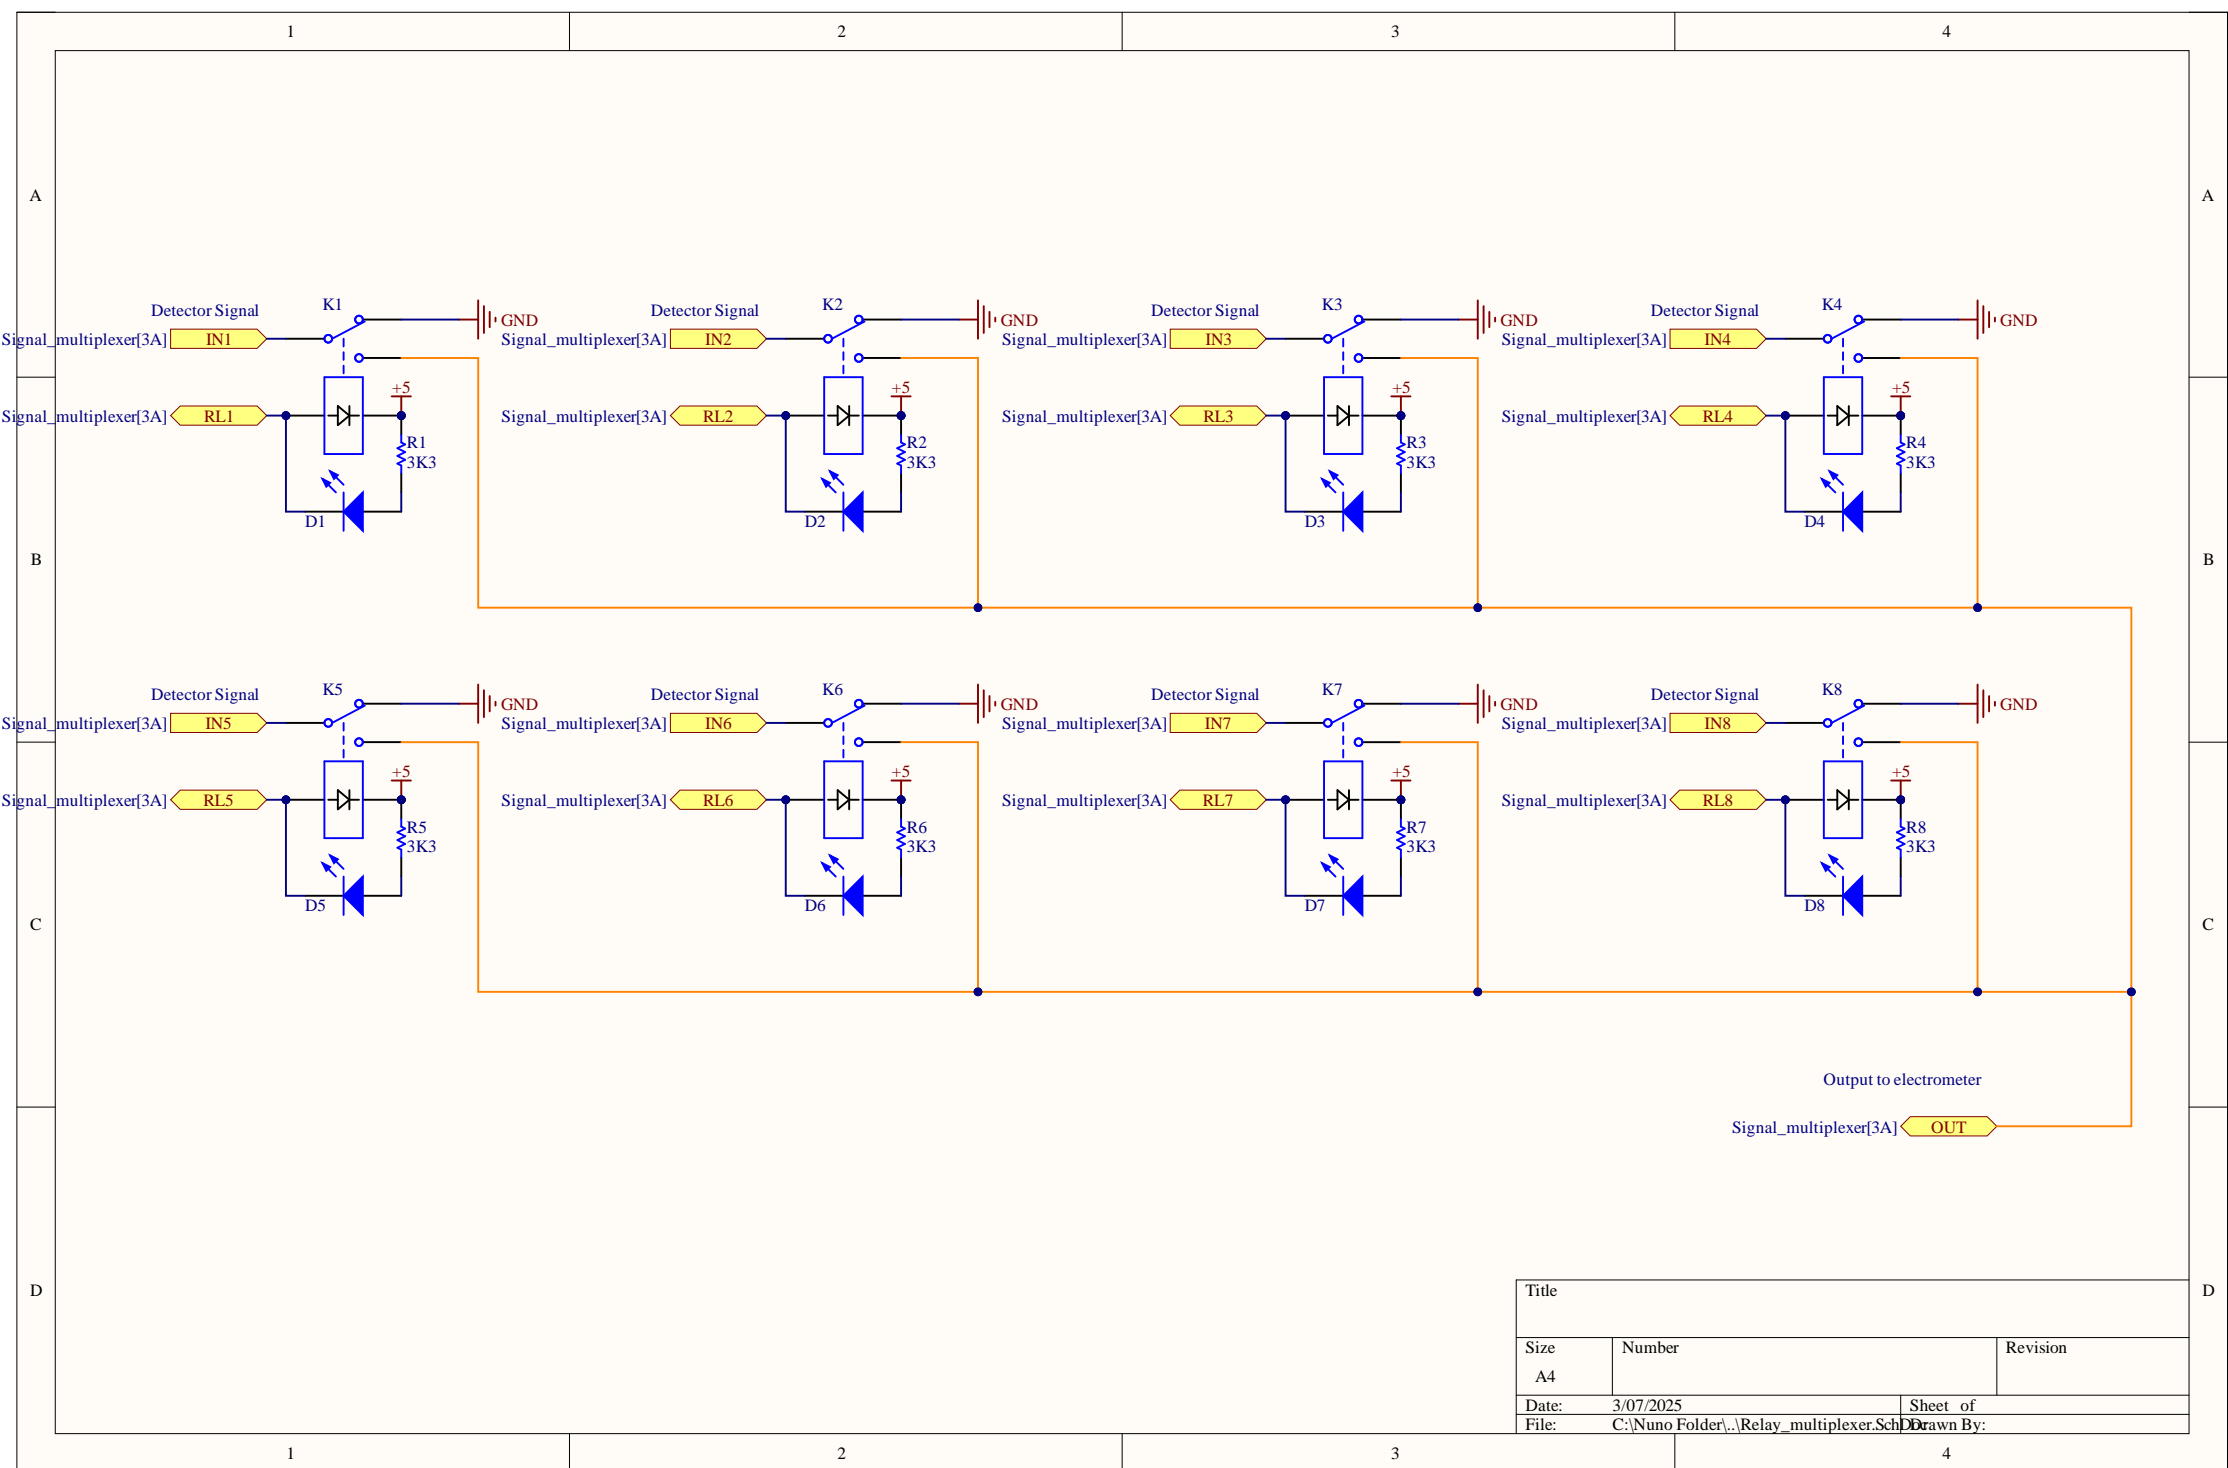 1 2 3 4
A A
Detector Signal K1 Detector Signal K2 Detector Signal K3 Detector Signal K4
Signal_multiplexer[3A] IN1 GND Signal_multiplexer[3A] IN2 GND Signal_multiplexer[3A] IN3 GND Signal_multiplexer[3A] IN4 GND
+5 +5 +5 +5
Signal_multiplexer[3A] RL1 Signal_multiplexer[3A] RL2 Signal_multiplexer[3A] RL3 Signal_multiplexer[3A] RL4
R1 R2 R3 R4
3K3 3K3 3K3 3K3
D1 D2 D3 D4
B B
Detector Signal K5 Detector Signal K6 Detector Signal K7 Detector Signal K8
Signal_multiplexer[3A] IN5 GND Signal_multiplexer[3A] IN6 GND Signal_multiplexer[3A] IN7 GND Signal_multiplexer[3A] IN8 GND
+5 +5 +5 +5
Signal_multiplexer[3A] RL5 Signal_multiplexer[3A] RL6 Signal_multiplexer[3A] RL7 Signal_multiplexer[3A] RL8
R5 R6 R7 R8
3K3 3K3 3K3 3K3
D5 D6 D7 D8
C C
Output to electrometer
Signal_multiplexer[3A] OUT
D D
Title
Size Number Revision
A4
Date: 3/07/2025 Sheet of
File: C:\Nuno Folder\..\Relay_multiplexer.SchDoc Drawn By:
1 2 3 4